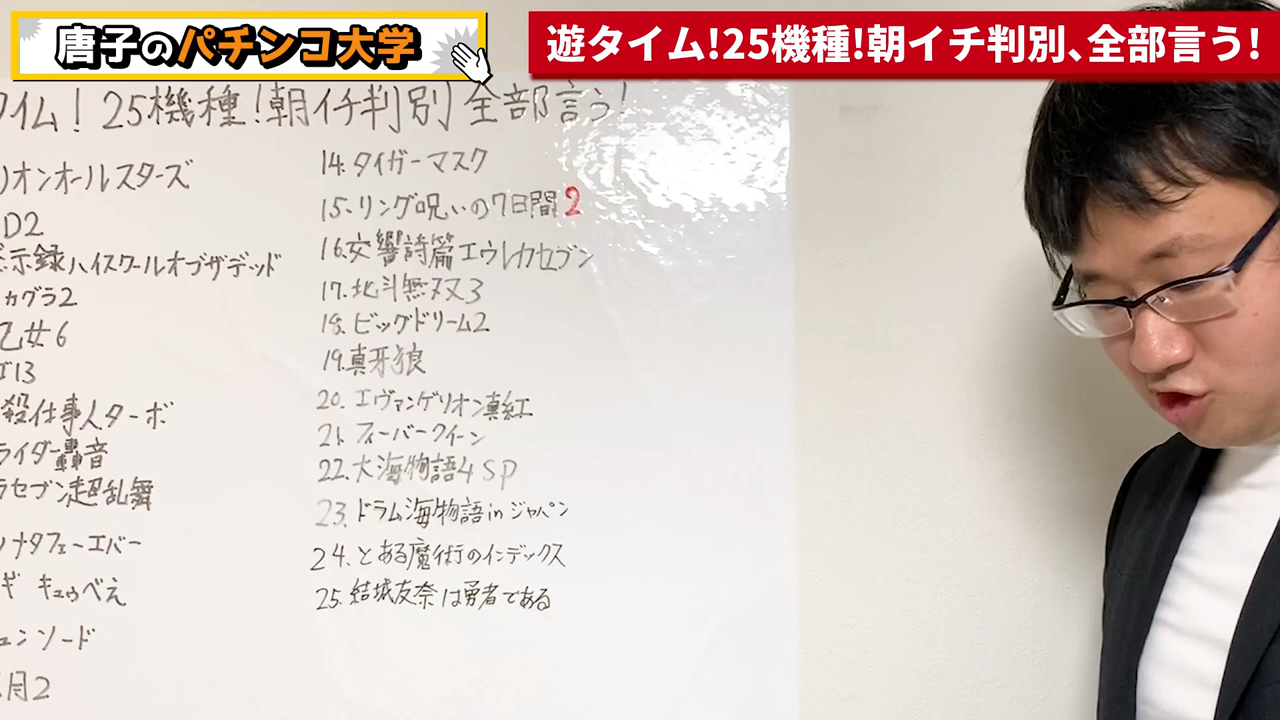 唐子のパチンコ大学
遊タイム!25機種!朝イチ判別、全部言う!
イム!25機種!朝イチ判別 全部言う!
リオンオールスターズ
D2
示録ハイスクールオブザデッド
カグラ2
乙女6
13
殺仕事人ターボ
ライダー轟音
ラセブン超乱舞
ソナタフォーエバー
ギ キュゥべえ
ュンソード
月2
14.タイガーマスク
15.リング呪いの7日間2
16.交響詩篇エウレカセブン
17.北斗無双3
18.ビッグドリーム2
19.真牙狼
20.エヴァンゲリオン真紅
21.フィーバークイーン
22.大海物語4SP
23.ドラム海物語inジャパン
24.とある魔術のインデックス
25.結城友奈は勇者である